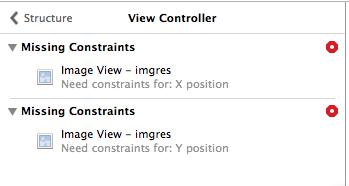 Structure View Controller
Missing Constraints
Image View – imgres
Need constraints for: X position
Missing Constraints
Image View – imgres
Need constraints for: Y position